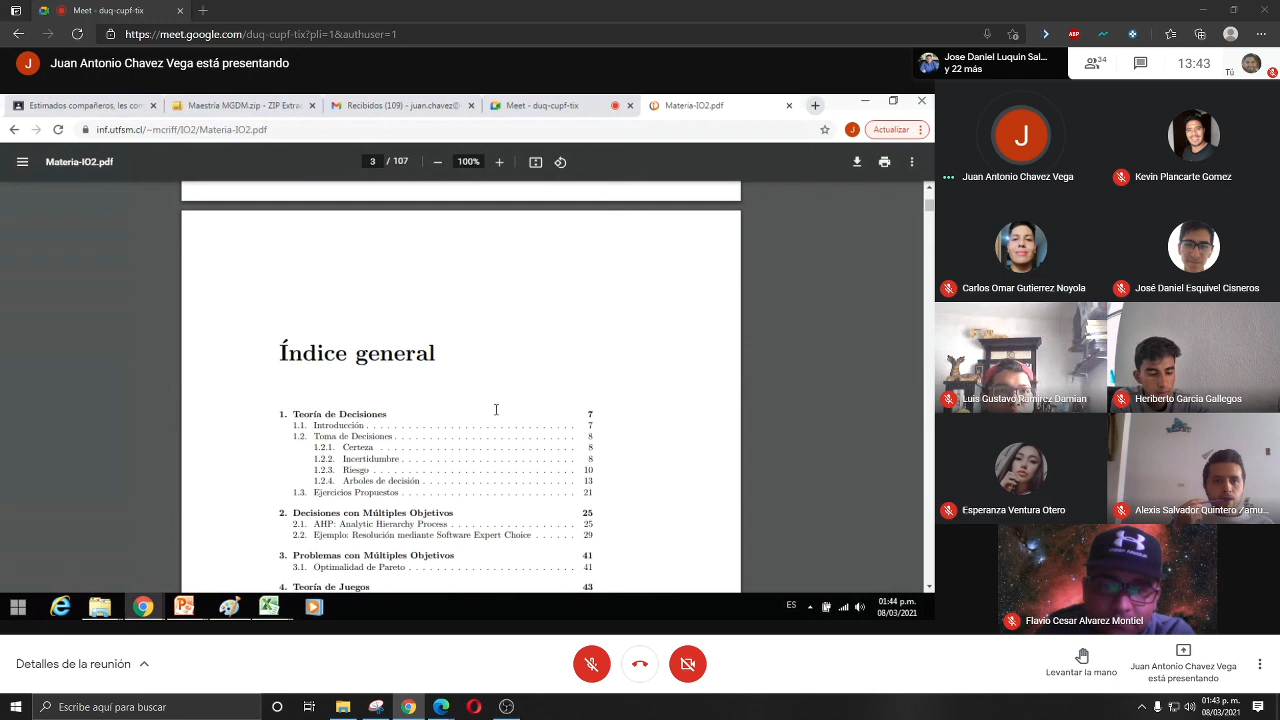 Meet - duq-cupf-tix
https://meet.google.com/duq-cupf-tix?pli=1&authuser=1
ABP
J
Juan Antonio Chavez Vega está presentando
Jose Daniel Luquin Sal...
y 22 más
34
13:43
Tú
Estimados compañeros, les con
Maestría MGDM.zip - ZIP Extrac
Recibidos (109) - juan.chavez@
Meet - duq-cupf-tix
Materia-IO2.pdf
inf.utfsm.cl/~mcriff/IO2/Materia-IO2.pdf
J
Actualizar
Materia-IO2.pdf
3 / 107
100%
Índice general
1. Teoría de Decisiones 7
1.1. Introducción . . . . . . . . . . . . . . . . . . . . . . . . . . 7
1.2. Toma de Decisiones . . . . . . . . . . . . . . . . . . . . . . 8
1.2.1. Certeza . . . . . . . . . . . . . . . . . . . . . . . . . 8
1.2.2. Incertidumbre . . . . . . . . . . . . . . . . . . . . . . 8
1.2.3. Riesgo . . . . . . . . . . . . . . . . . . . . . . . . . 10
1.2.4. Arboles de decisión . . . . . . . . . . . . . . . . . . . 13
1.3. Ejercicios Propuestos . . . . . . . . . . . . . . . . . . . . . 21
2. Decisiones con Múltiples Objetivos 25
2.1. AHP: Analytic Hierarchy Process . . . . . . . . . . . . . . . 25
2.2. Ejemplo: Resolución mediante Software Expert Choice . . . . . . 29
3. Problemas con Múltiples Objetivos 41
3.1. Optimalidad de Pareto . . . . . . . . . . . . . . . . . . . . 41
4. Teoría de Juegos 43
ES
01:44 p.m.
08/03/2021
J
Juan Antonio Chavez Vega
Kevin Plancarte Gomez
Carlos Omar Gutierrez Noyola
José Daniel Esquivel Cisneros
Luis Gustavo Ramirez Damian
Heriberto García Gallegos
Esperanza Ventura Otero
Alexis Salvador Quintero Zamu...
Flavio Cesar Alvarez Montiel
Detalles de la reunión
Levantar la mano
Juan Antonio Chavez Vega
está presentando
Escribe aquí para buscar
01:43 p.m.
08/03/2021